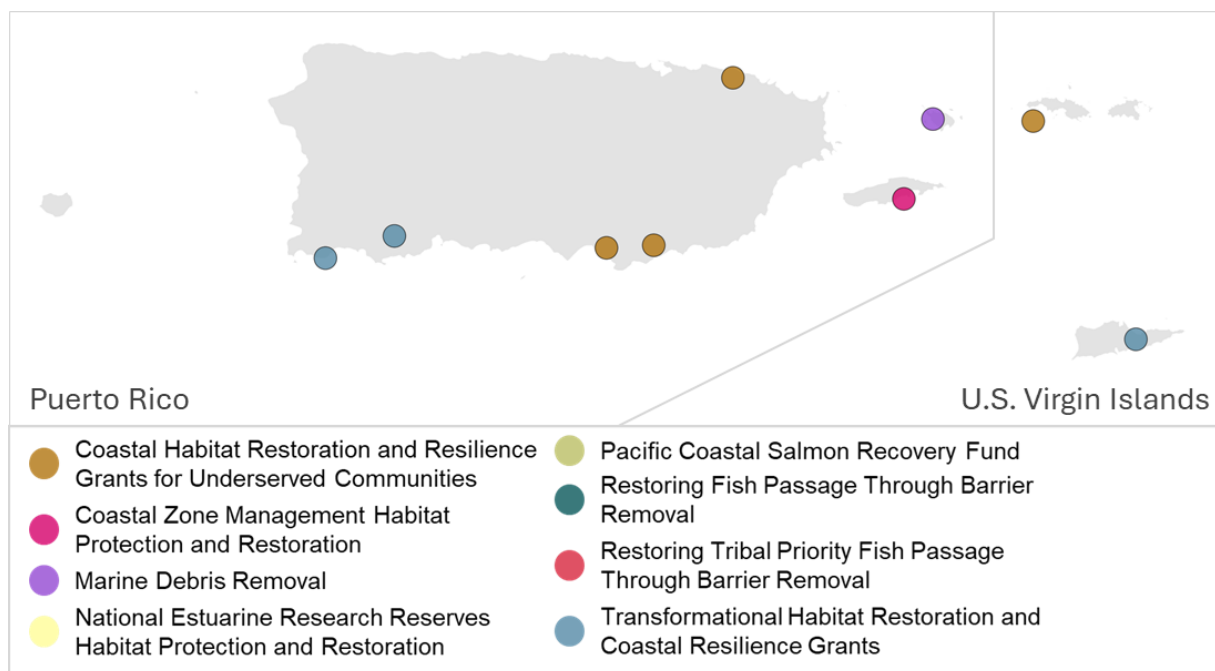 Puerto Rico
U.S. Virgin Islands
Coastal Habitat Restoration and Resilience
Grants for Underserved Communities
Coastal Zone Management Habitat
Protection and Restoration
Marine Debris Removal
National Estuarine Research Reserves
Habitat Protection and Restoration
Pacific Coastal Salmon Recovery Fund
Restoring Fish Passage Through Barrier
Removal
Restoring Tribal Priority Fish Passage
Through Barrier Removal
Transformational Habitat Restoration and
Coastal Resilience Grants